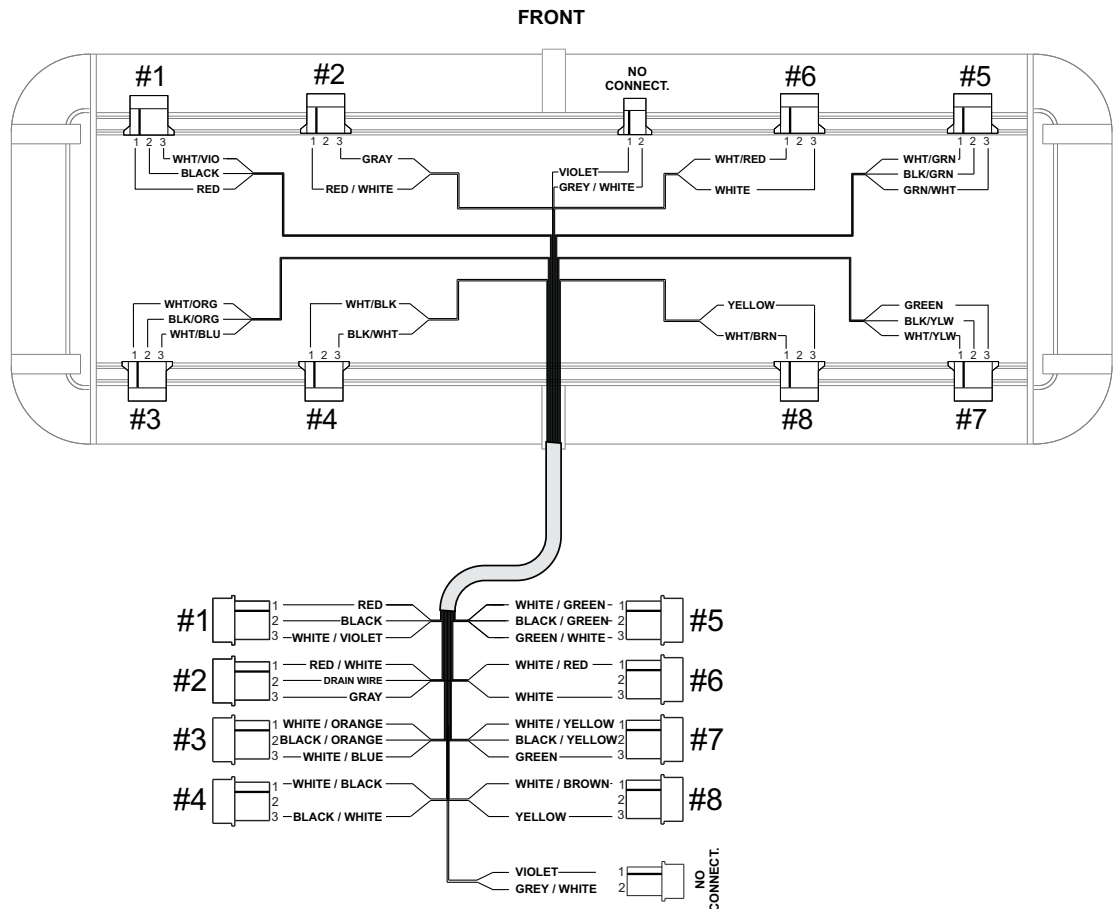 FRONT
#1
#2
NO
CONNECT.
#6
#5
1 2 3
1 2 3
1 2
1 2 3
1 2 3
WHT/VIO
BLACK
RED
GRAY
RED / WHITE
VIOLET
GREY / WHITE
WHT/RED
WHITE
WHT/GRN
BLK/GRN
GRN/WHT
WHT/ORG
BLK/ORG
WHT/BLU
WHT/BLK
BLK/WHT
YELLOW
WHT/BRN
GREEN
BLK/YLW
WHT/YLW
1 2 3
1 2 3
1 2 3
1 2 3
#3
#4
#8
#7
#1
1 RED
2 BLACK
3 WHITE / VIOLET
WHITE / GREEN 1
BLACK / GREEN 2
GREEN / WHITE 3
#5
#2
1 RED / WHITE
2 DRAIN WIRE
3 GRAY
WHITE / RED 1
2
WHITE 3
#6
#3
1 WHITE / ORANGE
2 BLACK / ORANGE
3 WHITE / BLUE
WHITE / YELLOW 1
BLACK / YELLOW 2
GREEN 3
#7
#4
1 WHITE / BLACK
2
3 BLACK / WHITE
WHITE / BROWN 1
2
YELLOW 3
#8
VIOLET 1
GREY / WHITE 2
NO
CONNECT.